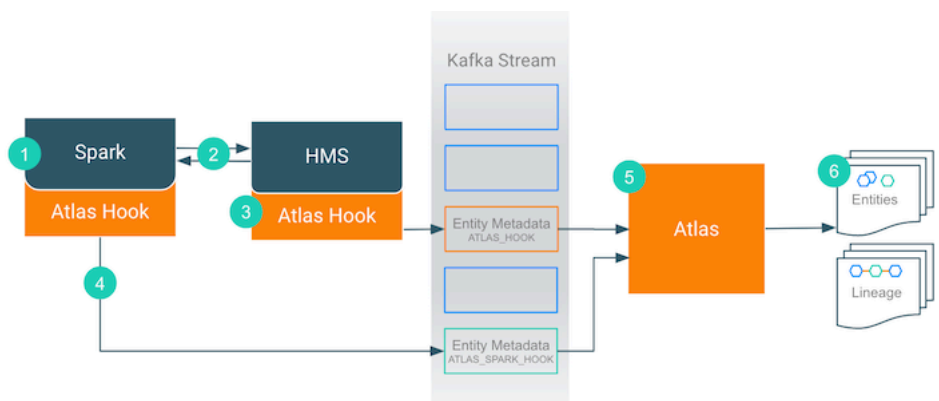 Kafka Stream
1
Spark
2
HMS
Atlas Hook
3
Atlas Hook
4
Entity Metadata
ATLAS_HOOK
Entity Metadata
ATLAS_SPARK_HOOK
5
Atlas
6
Entities
Lineage